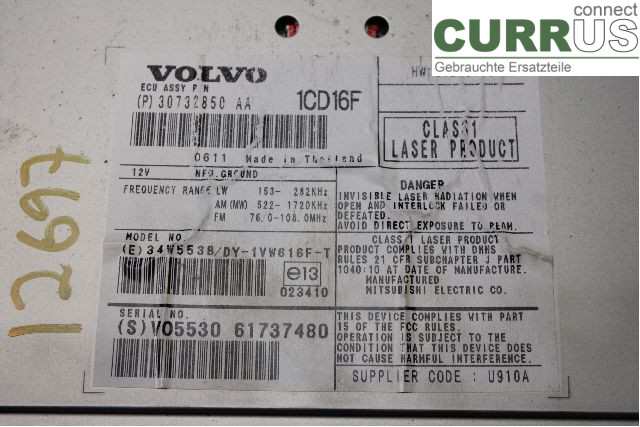 connect
CURRUS
Gebrauchte Ersatzteile
VOLVO
ECU ASSY P/N
(P) 30732850 AA
1CD16F
HW:
CLASS1
LASER PRODUCT
0611 Made in Thailand
12V NEG.GROUND
FREQUENCY RANGE LW 153- 282KHz
AM (MW) 522- 1720KHz
FM 76.0-108.0MHz
MODEL NO.
(E) 34W553B/DY-1VW616F-T
e13
023410
SERIAL NO.
(S)V05530 61737480
DANGER
INVISIBLE LASER RADIATION WHEN
OPEN AND INTERLOCK FAILED OR
DEFEATED.
AVOID DIRECT EXPOSURE TO BEAM.
CLASS 1 LASER PRODUCT
PRODUCT COMPLIES WITH DHHS
RULES 21 CFR SUBCHAPTER J PART
1040:10 AT DATE OF MANUFACTURE.
MANUFACTURED
MITSUBISHI ELECTRIC CO.
THIS DEVICE COMPLIES WITH PART
15 OF THE FCC RULES.
OPERATION IS SUBJECT TO THE
CONDITION THAT THIS DEVICE DOES
NOT CAUSE HARMFUL INTERFERENCE.
SUPPLIER CODE : U910A
12697